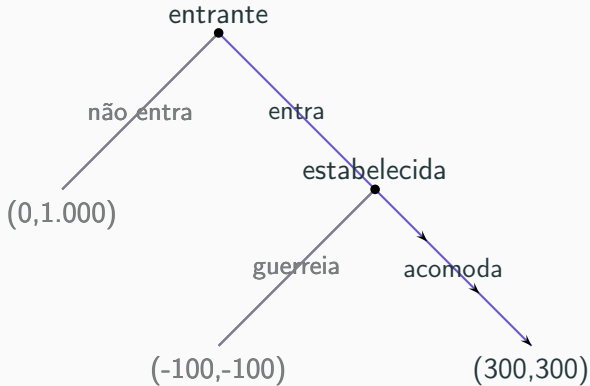 entrante
não entra
entra
estabelecida
(0,1.000)
guerreia
acomoda
(-100,-100)
(300,300)